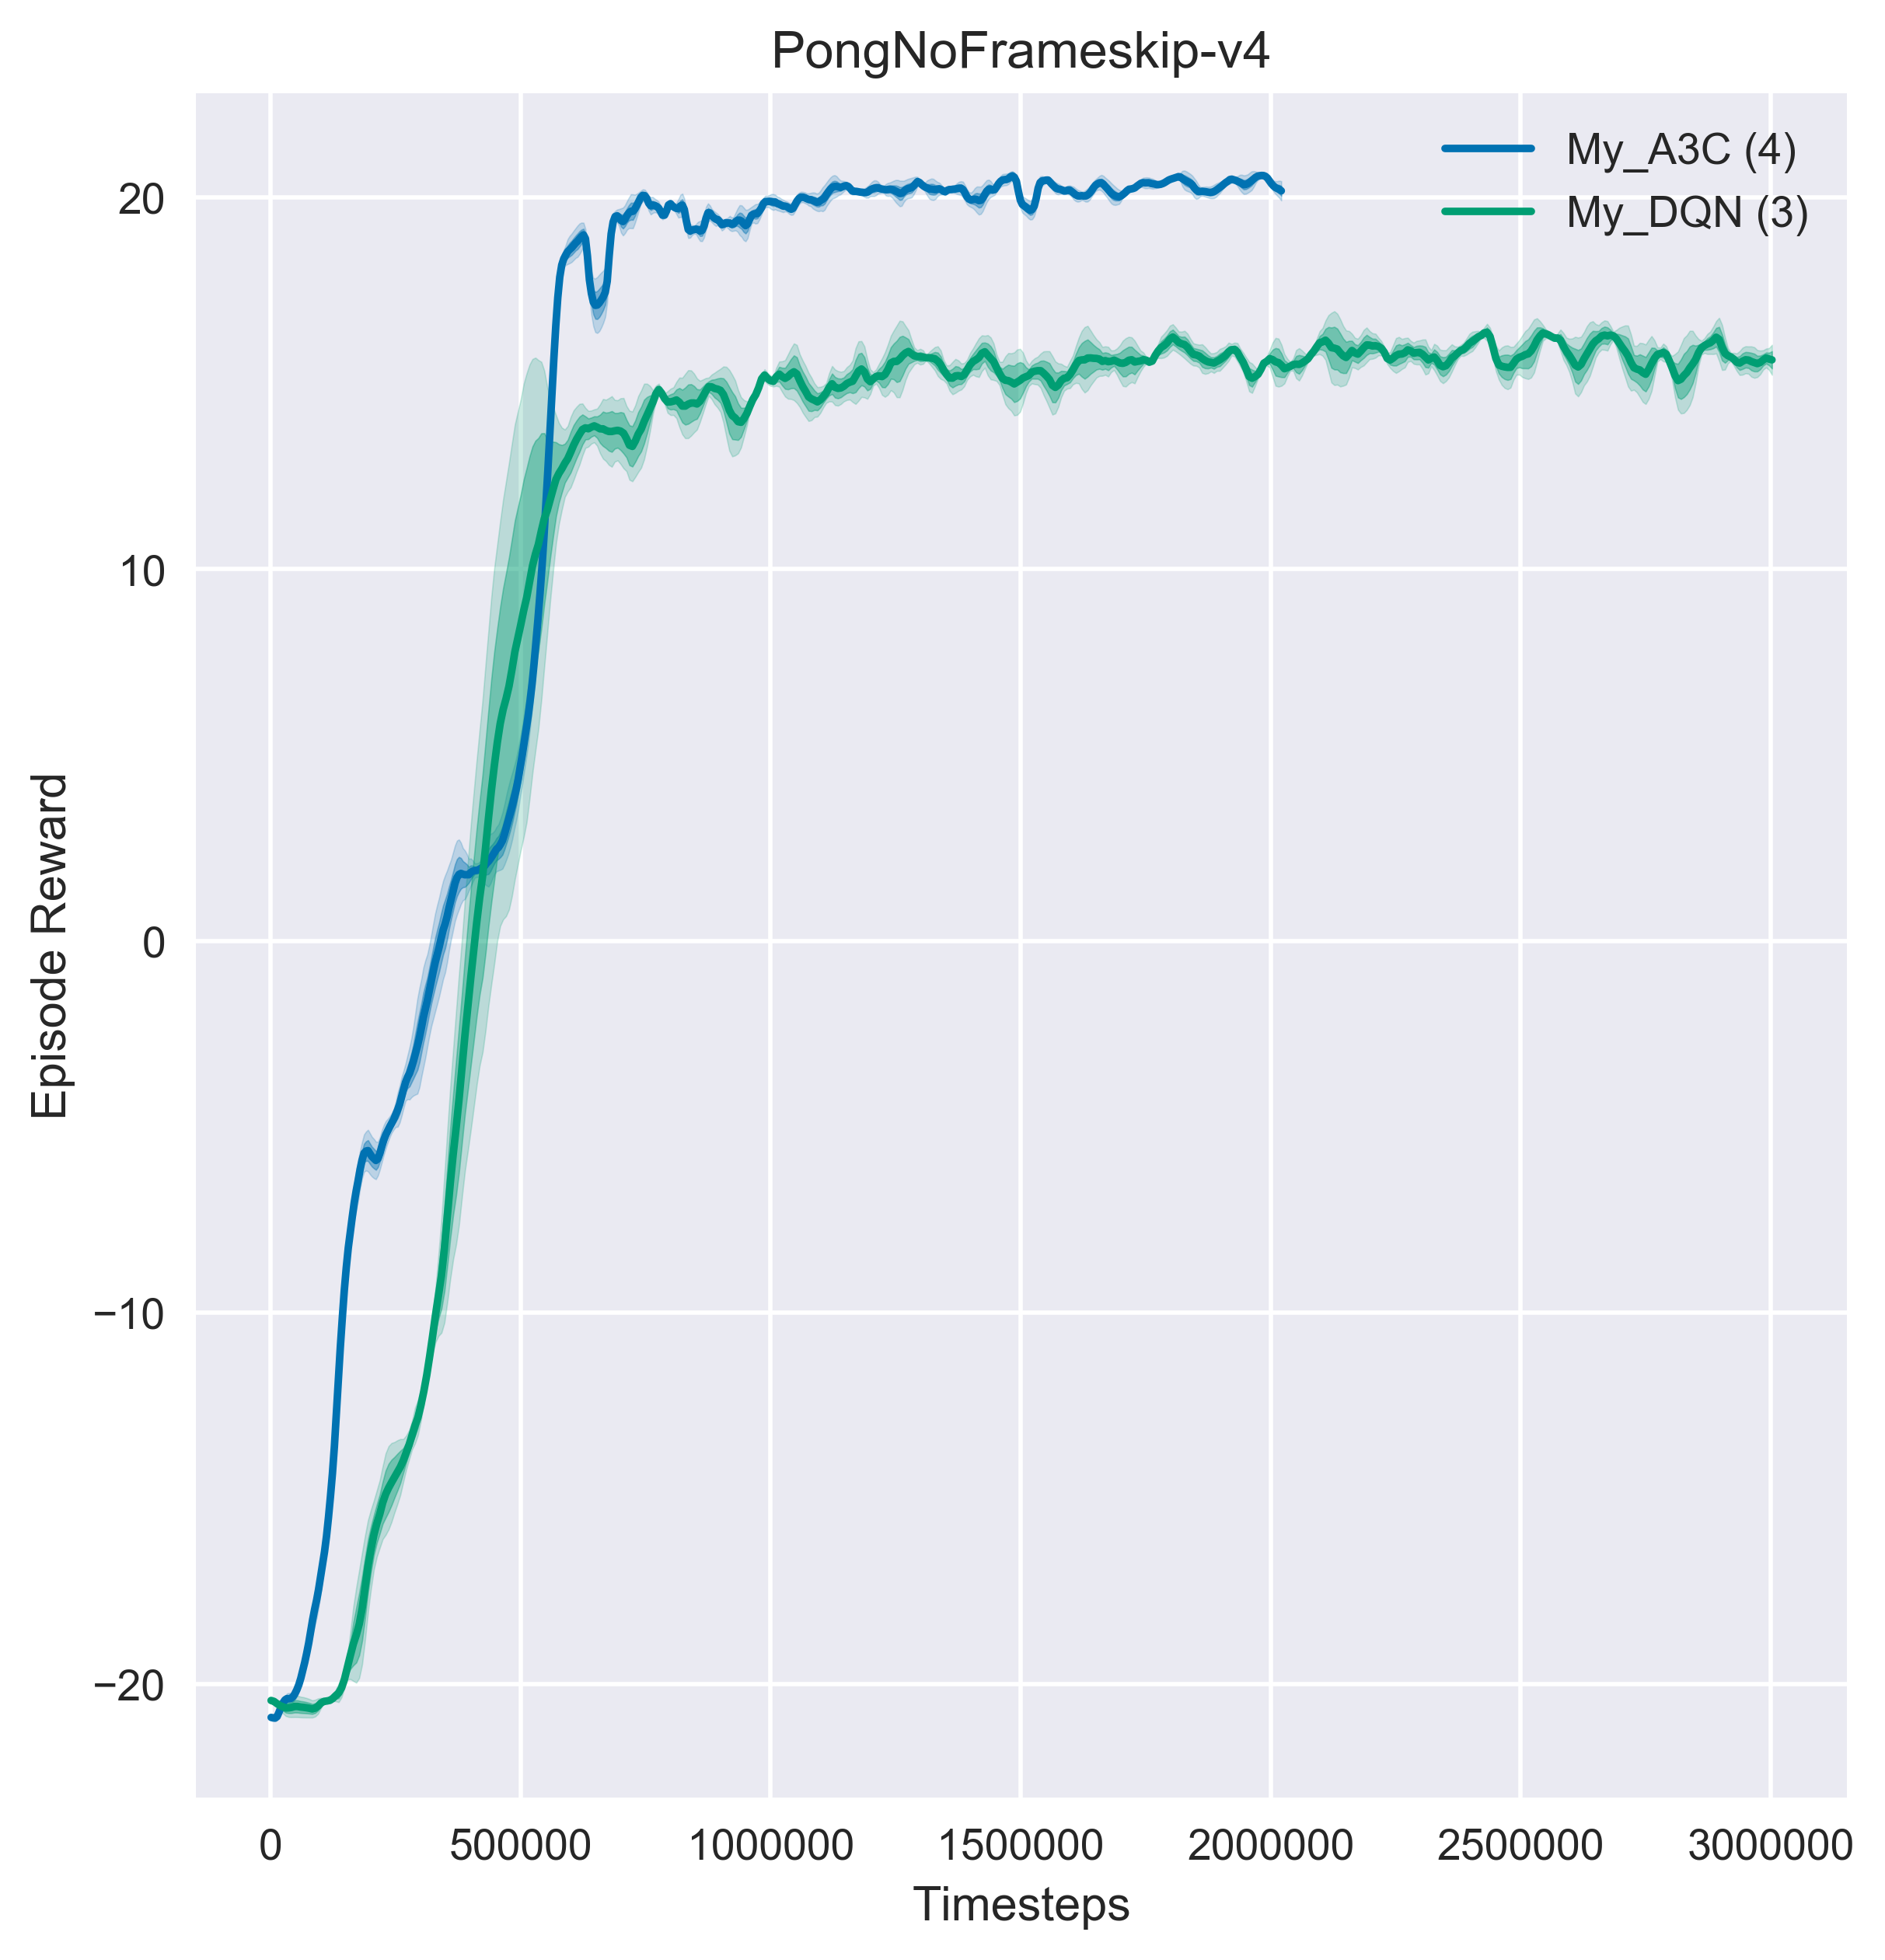 PongNoFrameskip-v4
My_A3C (4)
My_DQN (3)
20
10
0
−10
−20
Episode Reward
0 500000 1000000 1500000 2000000 2500000 3000000
Timesteps